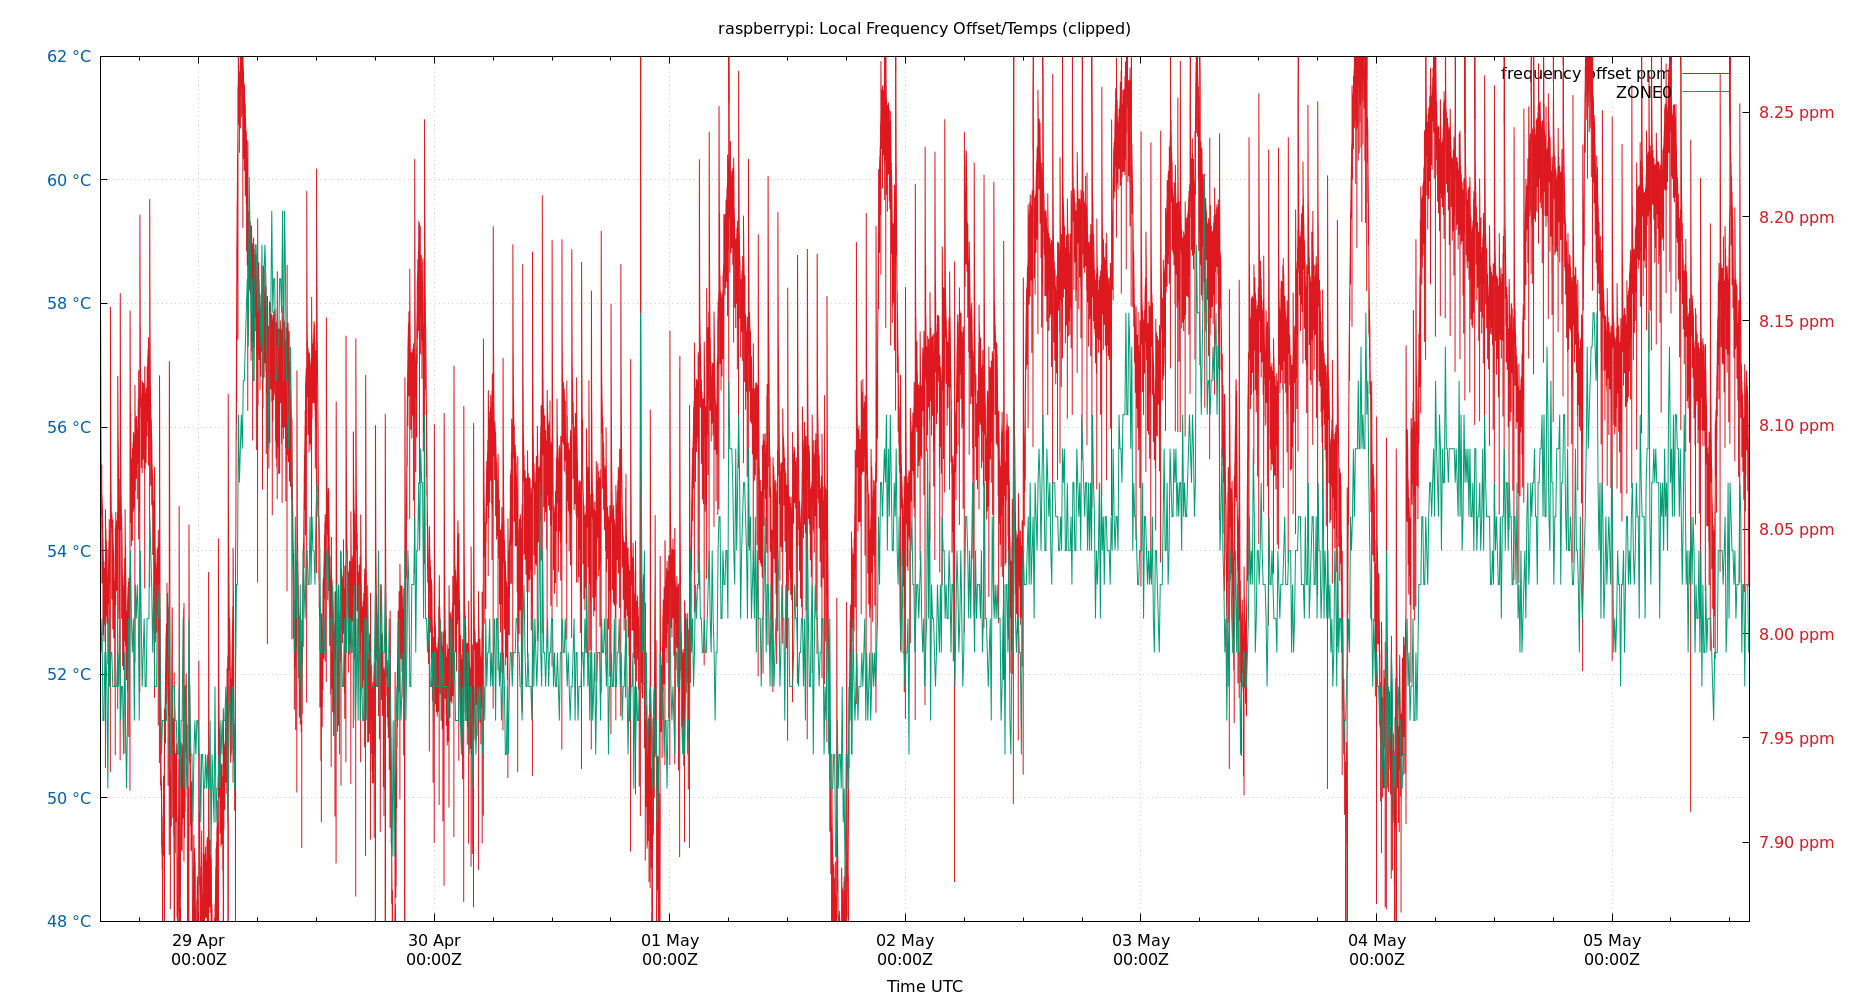 raspberrypi: Local Frequency Offset/Temps (clipped)
62 °C
60 °C
58 °C
56 °C
54 °C
52 °C
50 °C
48 °C
frequency offset ppm
ZONE0
8.25 ppm
8.20 ppm
8.15 ppm
8.10 ppm
8.05 ppm
8.00 ppm
7.95 ppm
7.90 ppm
29 Apr
00:00Z
30 Apr
00:00Z
01 May
00:00Z
02 May
00:00Z
03 May
00:00Z
04 May
00:00Z
05 May
00:00Z
Time UTC